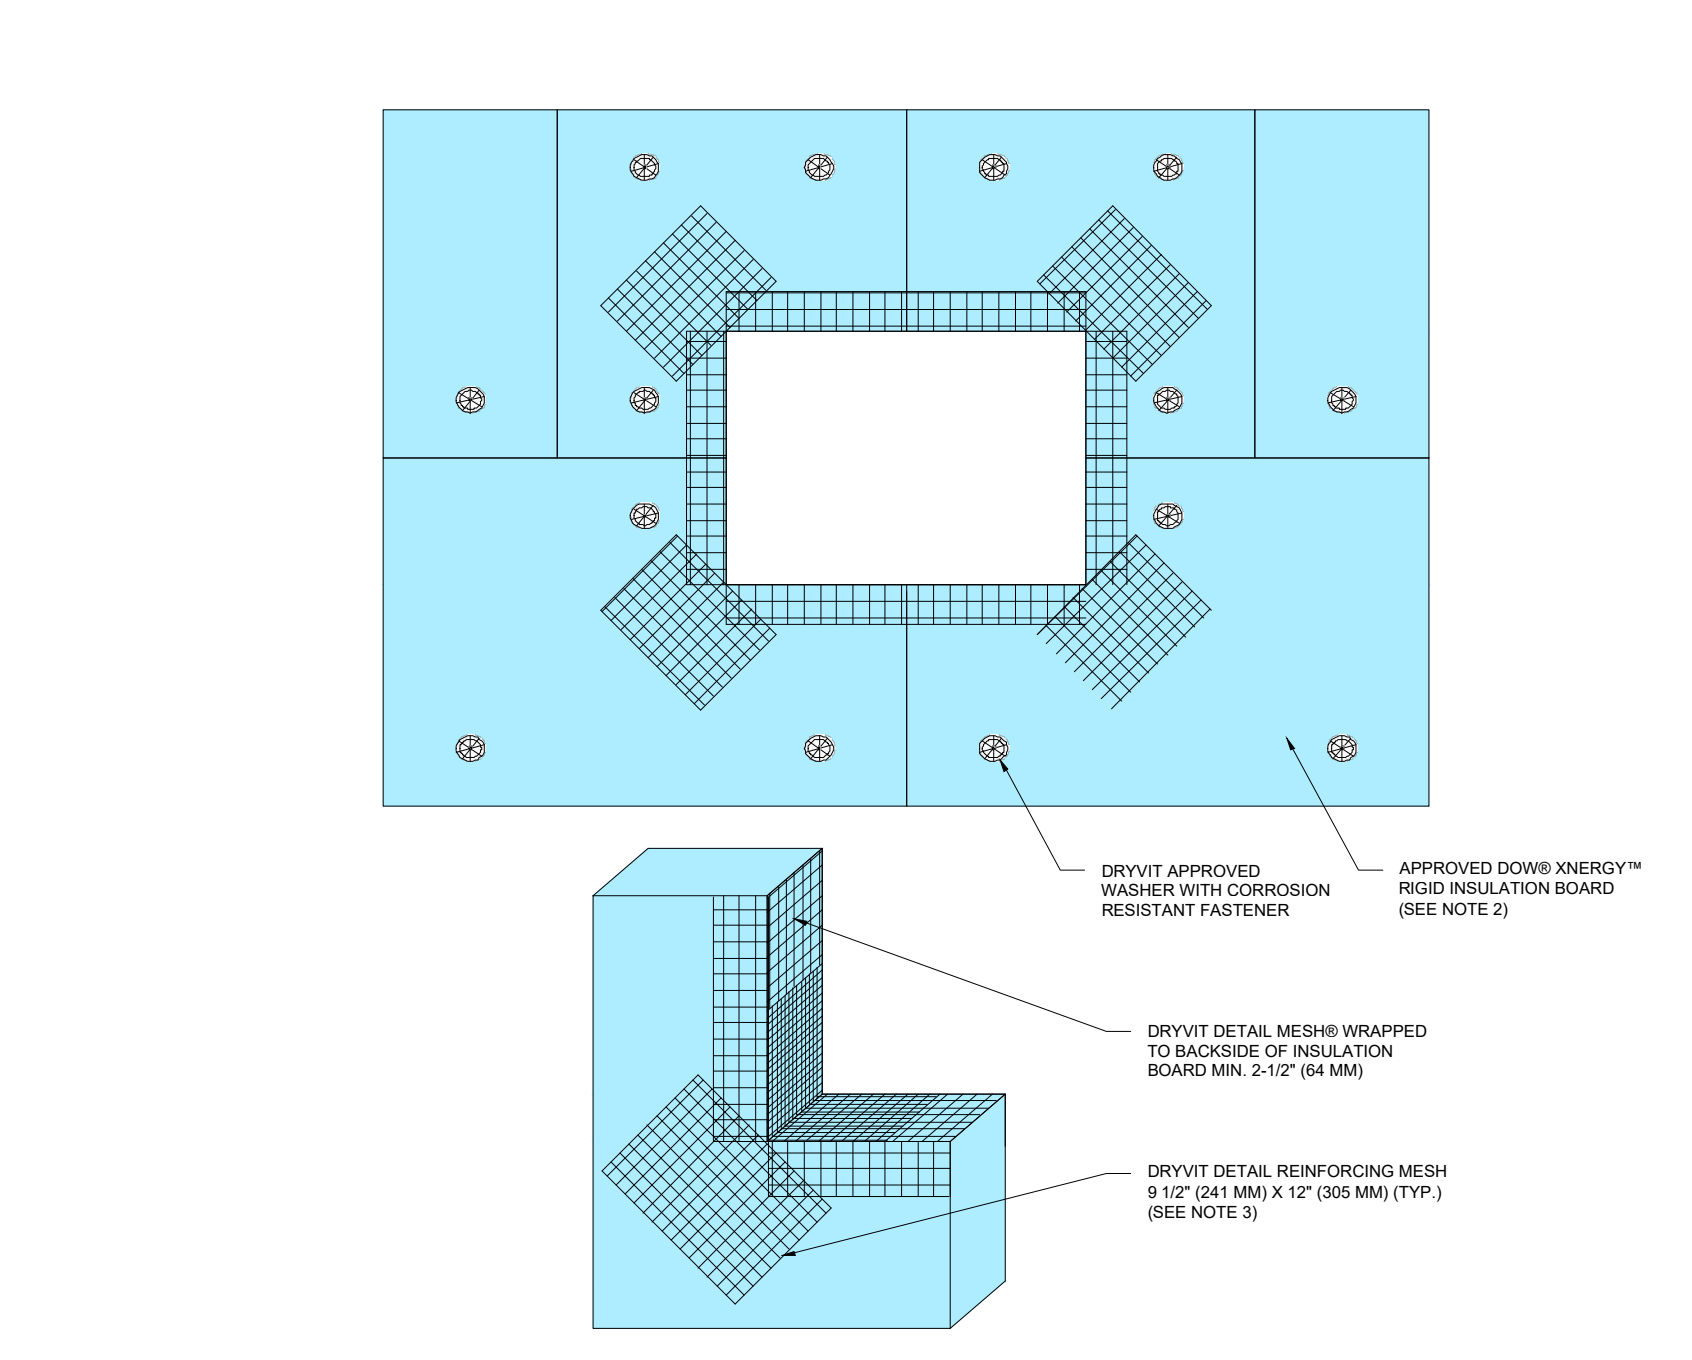 DRYVIT APPROVED
WASHER WITH CORROSION
RESISTANT FASTENER
APPROVED DOW® XNERGY™
RIGID INSULATION BOARD
(SEE NOTE 2)
DRYVIT DETAIL MESH® WRAPPED
TO BACKSIDE OF INSULATION
BOARD MIN. 2-1/2" (64 MM)
DRYVIT DETAIL REINFORCING MESH
9 1/2" (241 MM) X 12" (305 MM) (TYP.)
(SEE NOTE 3)